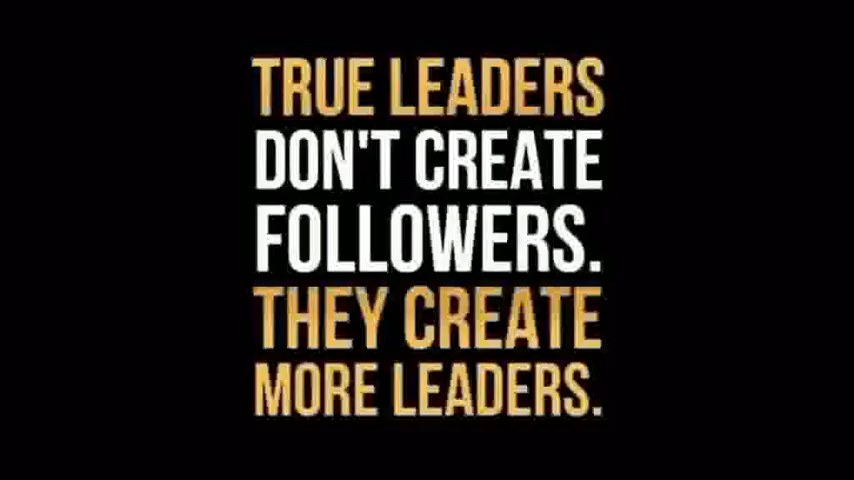 TRUE LEADERS
DON'T CREATE
FOLLOWERS.
THEY CREATE
MORE LEADERS.